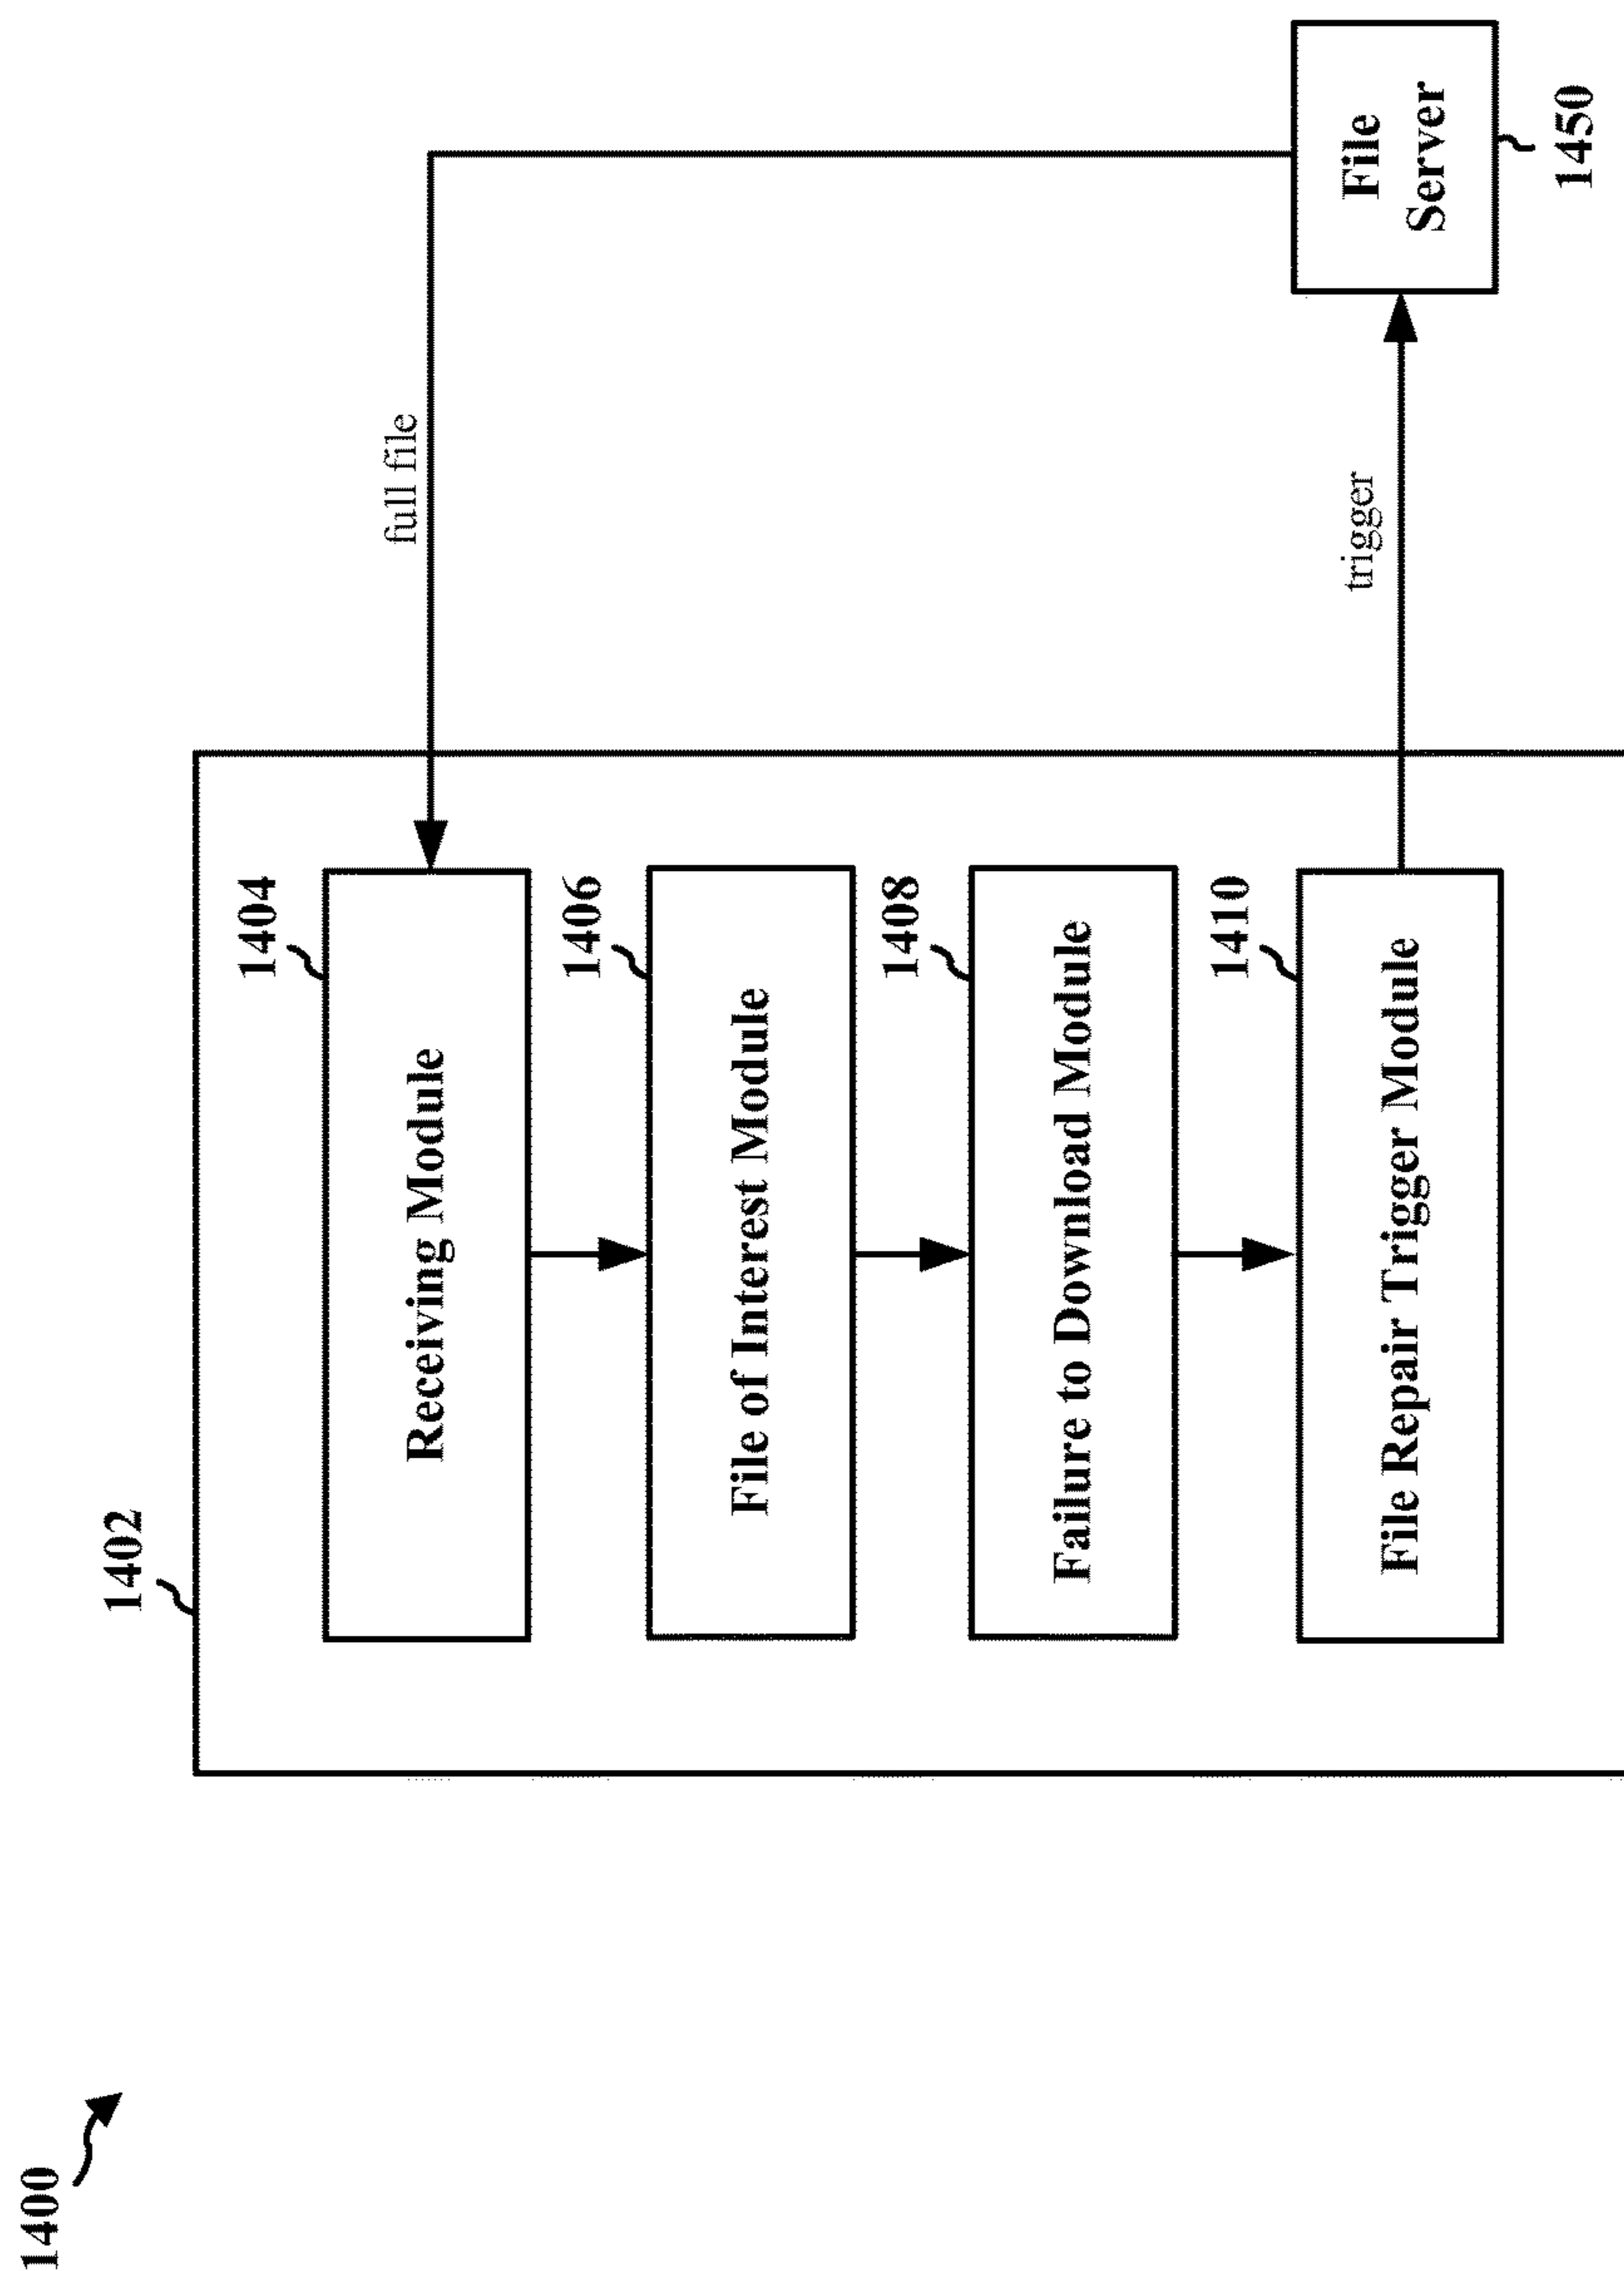 1400
1402
1404
Receiving Module
1406
File of Interest Module
1408
Failure to Download Module
1410
File Repair Trigger Module
full file
trigger
File
Server
1450